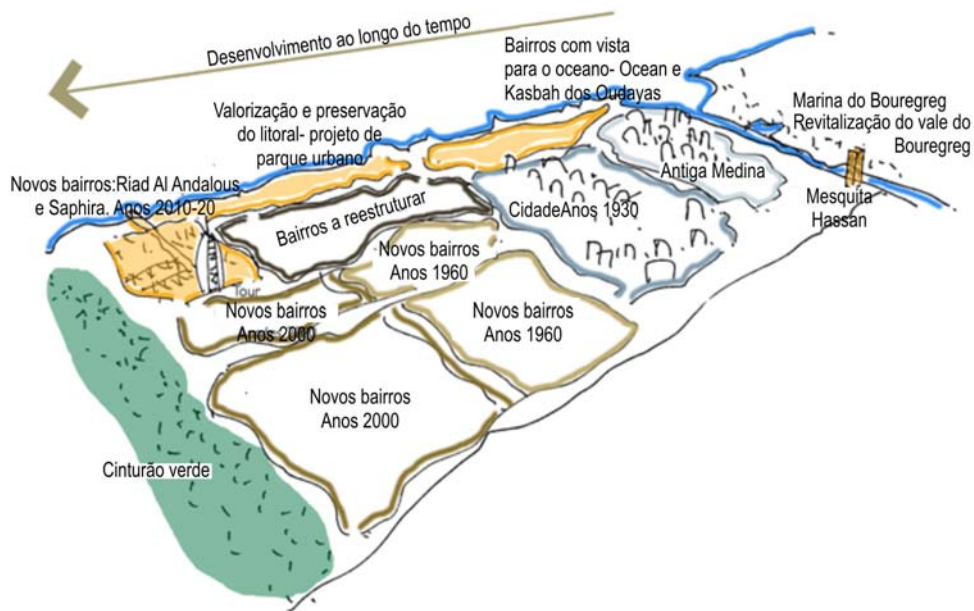 Desenvolvimento ao longo do tempo
Bairros com vista
para o oceano- Ocean e
Kasbah dos Oudayas
Valorização e preservação
do litoral- projeto de
parque urbano
Marina do Bouregreg
Revitalização do vale do
Bouregreg
Novos bairros:Riad Al Andalous
e Saphira. Anos 2010-20
Antiga Medina
Mesquita
Hassan
CidadeAnos 1930
Bairros a reestruturar
Novos bairros
Anos 1960
Tour
Novos bairros
Anos 2000
Novos bairros
Anos 1960
Novos bairros
Anos 2000
Cinturão verde